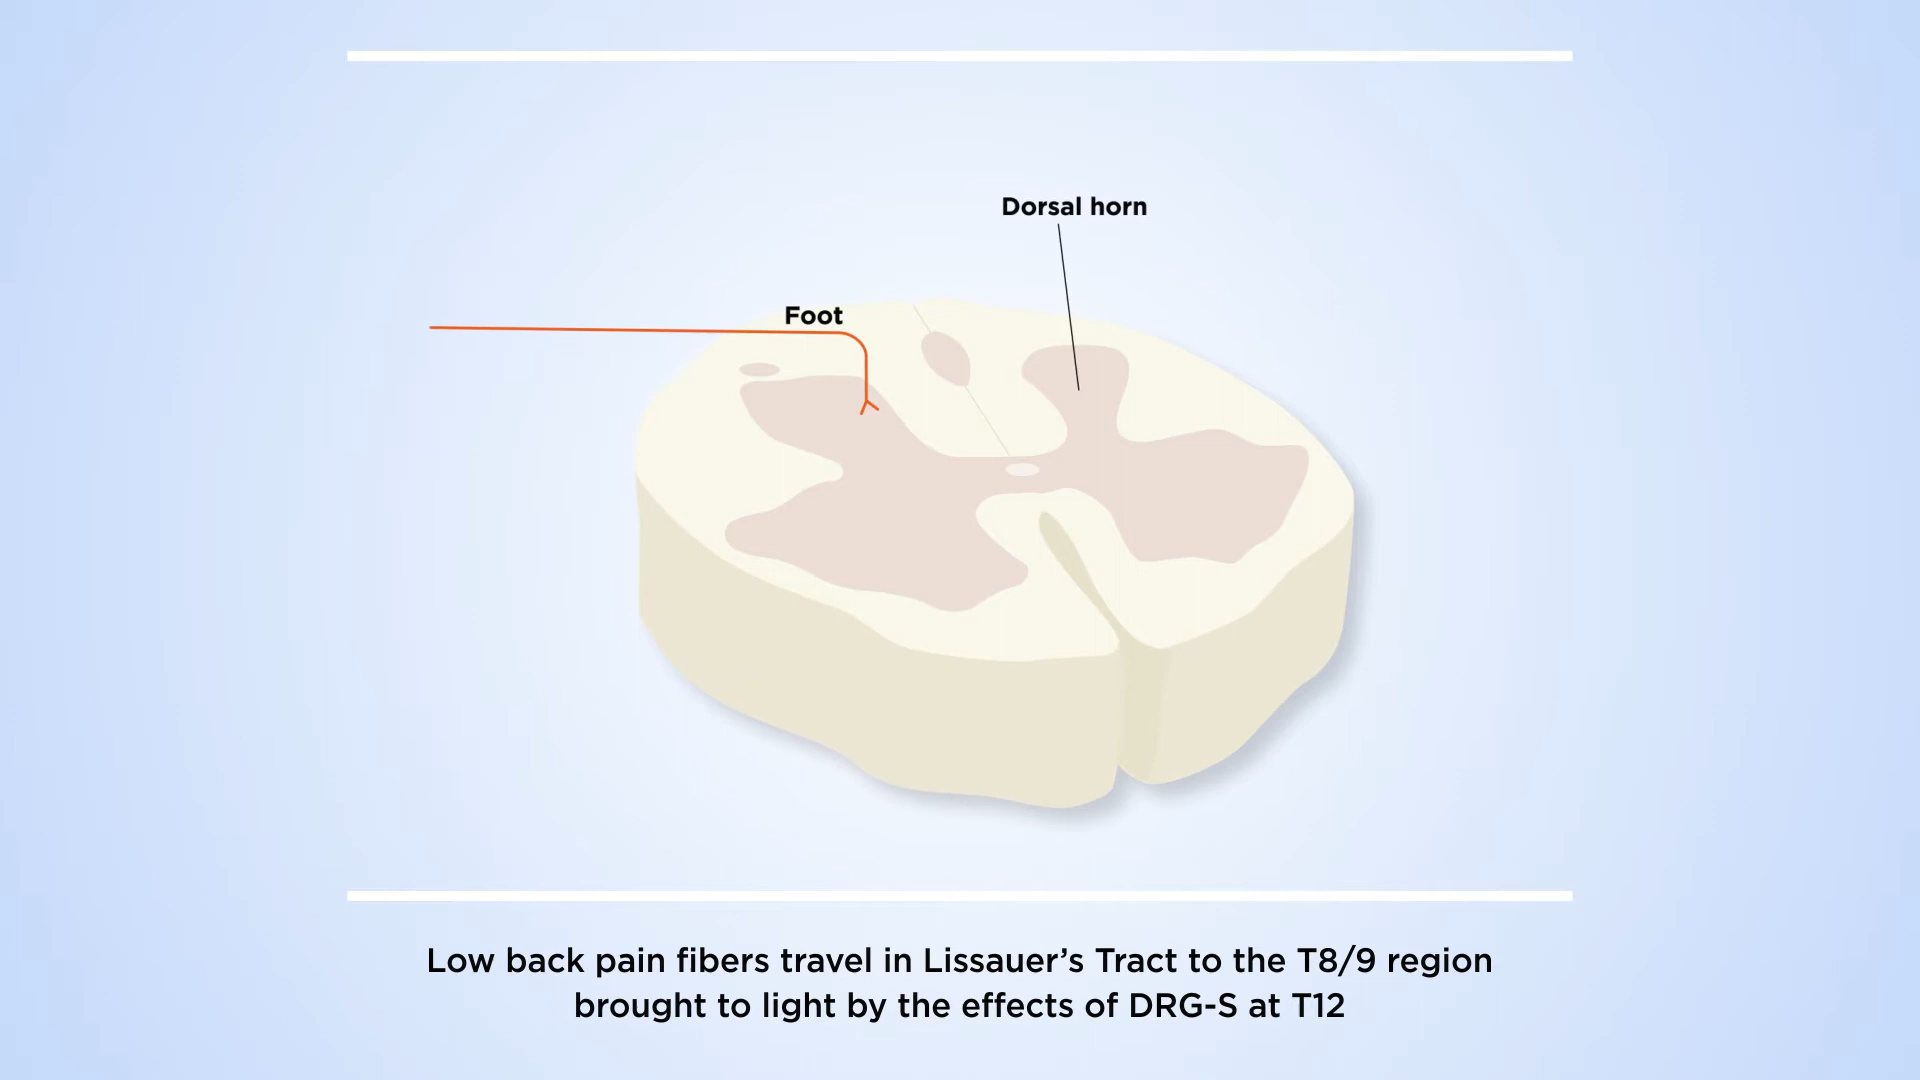 Dorsal horn
Foot
Low back pain fibers travel in Lissauer’s Tract to the T8/9 region
brought to light by the effects of DRG-S at T12